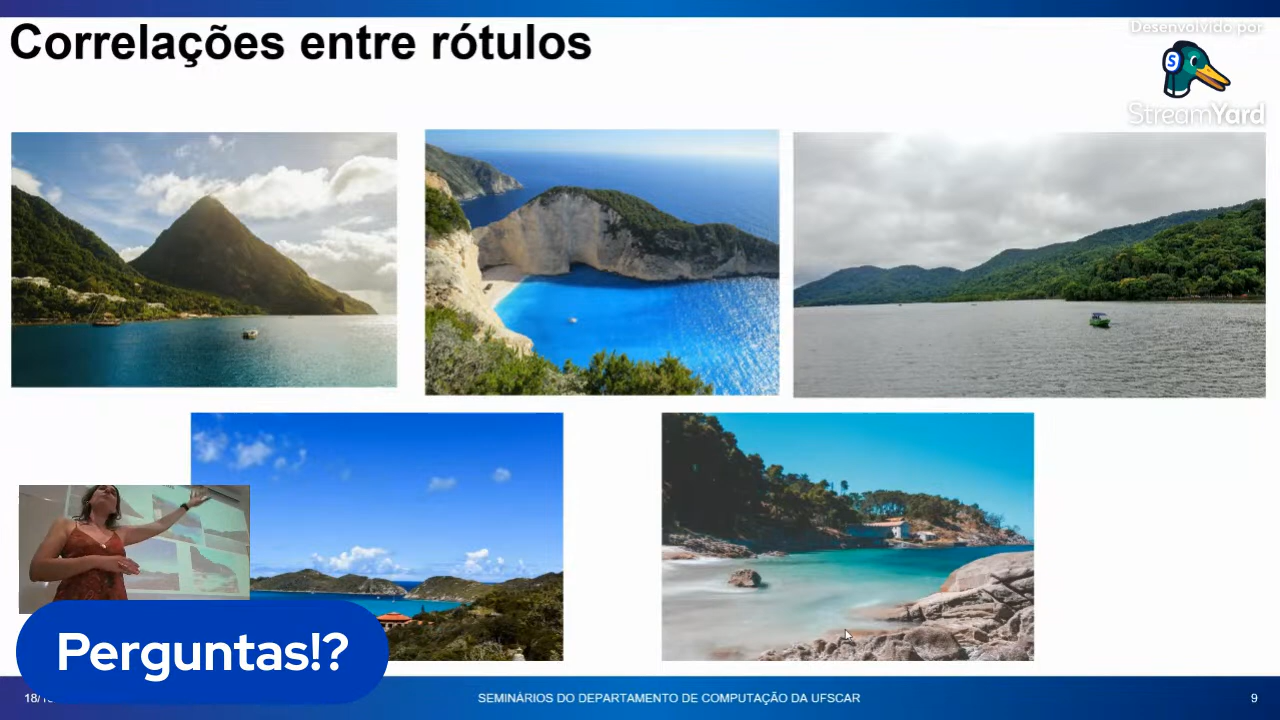 Correlações entre rótulos
Desenvolvido por
S
StreamYard
Perguntas!?
SEMINÁRIOS DO DEPARTAMENTO DE COMPUTAÇÃO DA UFSCAR
9